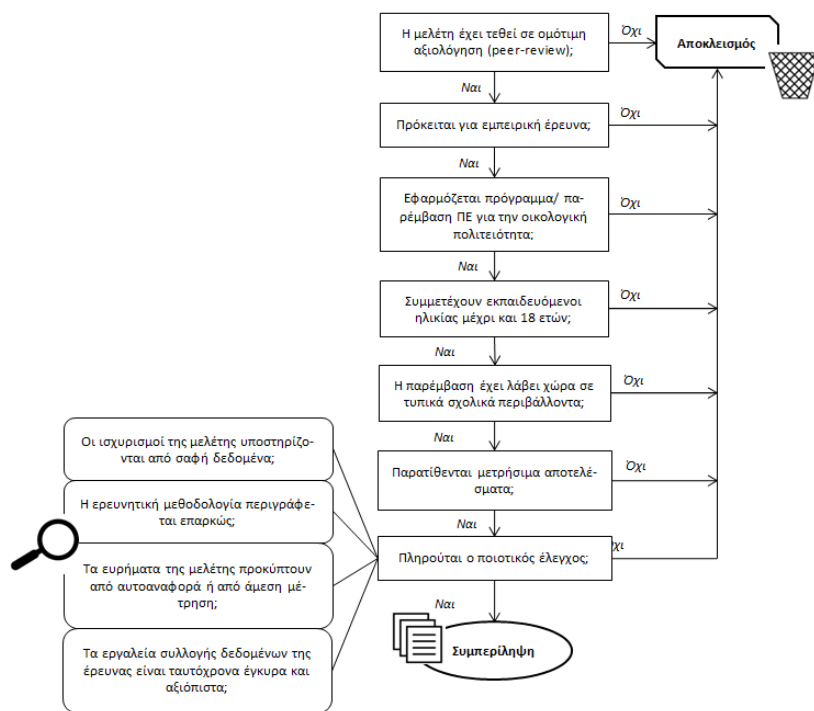 Η μελέτη έχει τεθεί σε ομότιμη
αξιολόγηση (peer-review);
Όχι
Αποκλεισμός
Ναι
Πρόκειται για εμπειρική έρευνα;
Όχι
Ναι
Εφαρμόζεται πρόγραμμα/ πα-
ρέμβαση ΠΕ για την οικολογική
πολιτειότητα;
Όχι
Ναι
Συμμετέχουν εκπαιδευόμενοι
ηλικίας μέχρι και 18 ετών;
Όχι
Ναι
Η παρέμβαση έχει λάβει χώρα σε
τυπικά σχολικά περιβάλλοντα;
Όχι
Ναι
Παρατίθενται μετρήσιμα αποτελέ-
σματα;
Όχι
Ναι
Πληρούται ο ποιοτικός έλεγχος;
Όχι
Οι ισχυρισμοί της μελέτης υποστηρίζο-
νται από σαφή δεδομένα;
Η ερευνητική μεθοδολογία περιγράφε-
ται επαρκώς;
Τα ευρήματα της μελέτης προκύπτουν
από αυτοαναφορά ή από άμεση μέ-
τρηση;
Τα εργαλεία συλλογής δεδομένων της
έρευνας είναι ταυτόχρονα έγκυρα και
αξιόπιστα;
Ναι
Συμπερίληψη